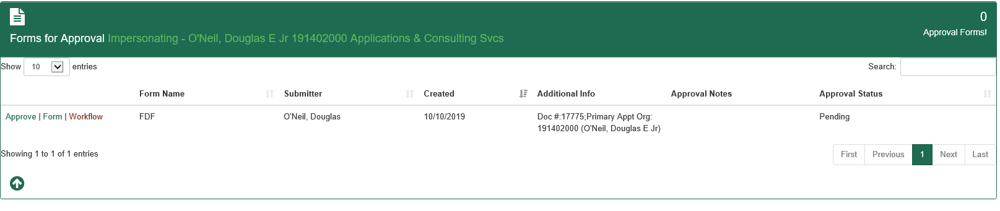 0
Forms for Approval Impersonating - O'Neil, Douglas E Jr 191402000 Applications & Consulting Svcs
Approval Forms!
Show 10 entries
Search:
Form Name Submitter Created Additional Info Approval Notes Approval Status
Approve | Form | Workflow FDF O'Neil, Douglas 10/10/2019 Doc #:17775;Primary Appt Org: Pending
191402000 (O'Neil, Douglas E Jr)
Showing 1 to 1 of 1 entries
First Previous 1 Next Last